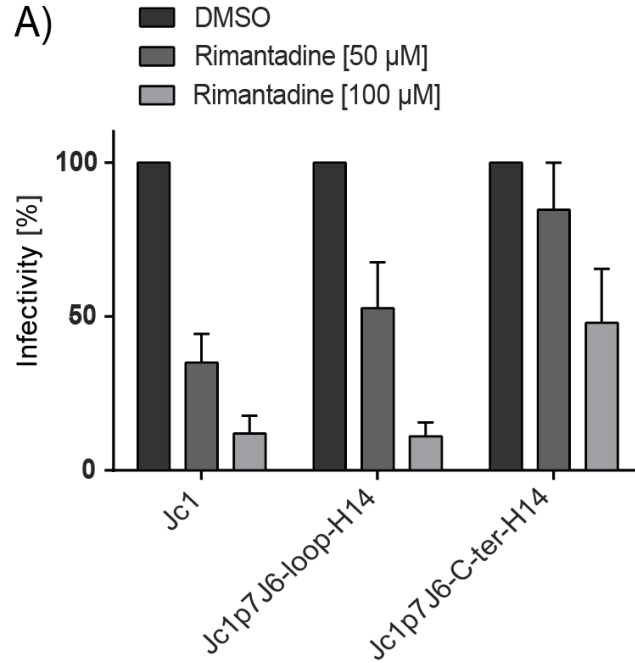 A)
DMSO
Rimantadine [50 µM]
Rimantadine [100 µM]
Infectivity [%]
100
50
0
Jc1
Jc1p7J6-loop-H14
Jc1p7J6-C-ter-H14